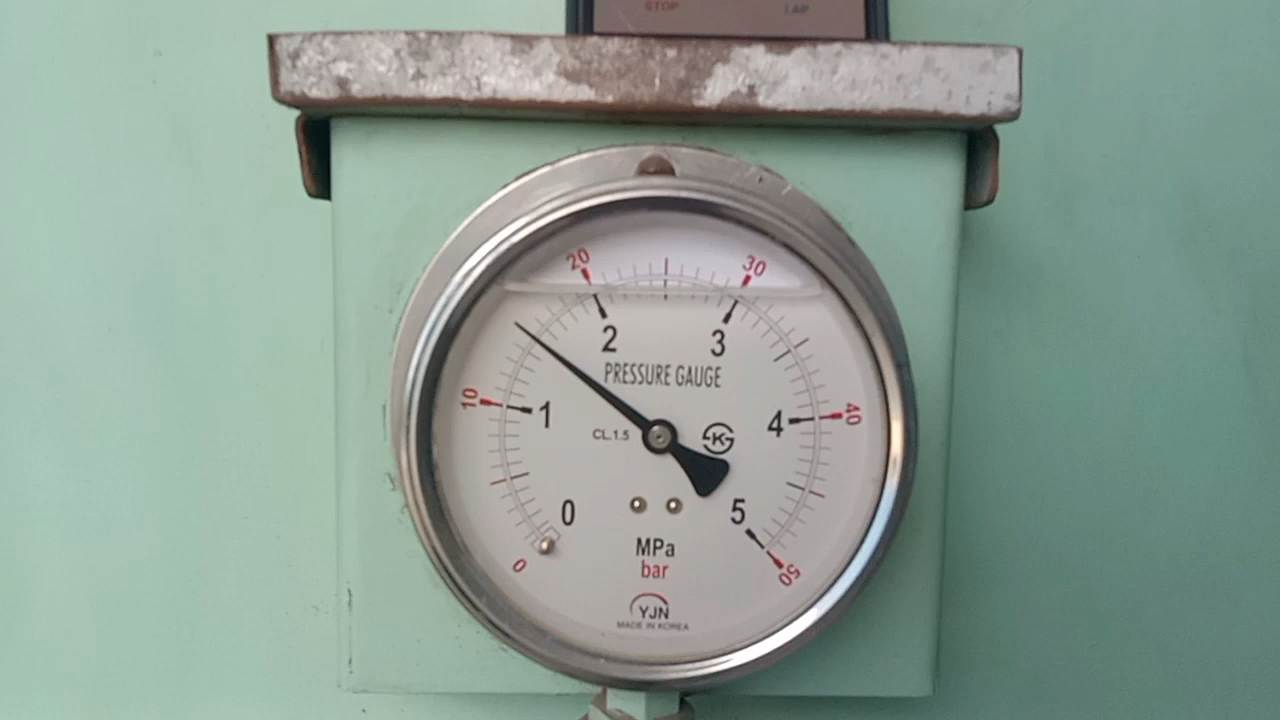 STOP LAP
20 30
2 3
PRESSURE GAUGE
10 1 4 40
CL.1.5 K
0 5
0 50
MPa
bar
YJN
MADE IN KOREA